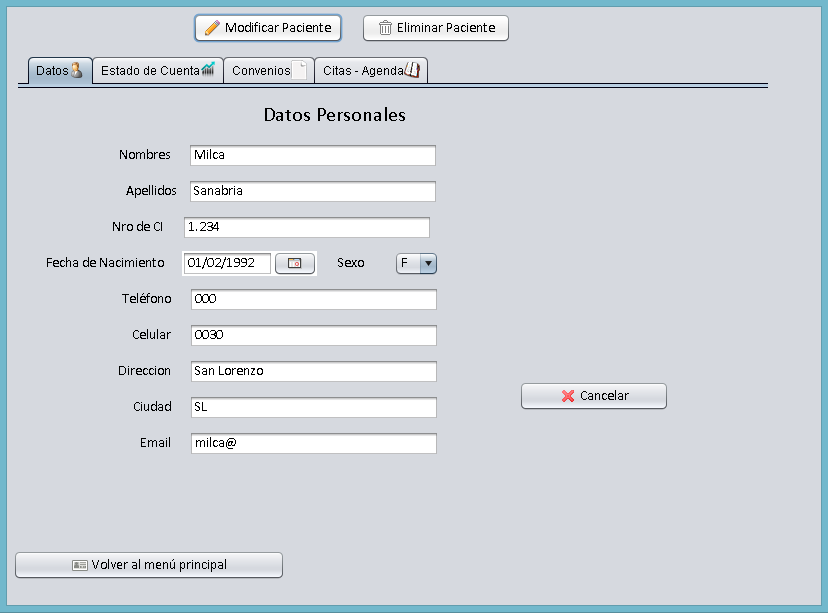 Modificar Paciente Eliminar Paciente
Datos Estado de Cuenta Convenios Citas - Agenda
Datos Personales
Nombres Milca
Apellidos Sanabria
Nro de CI 1.234
Fecha de Nacimiento 01/02/1992 Sexo F
Teléfono 000
Celular 0030
Direccion San Lorenzo
Cancelar
Ciudad SL
Email milca@
Volver al menú principal